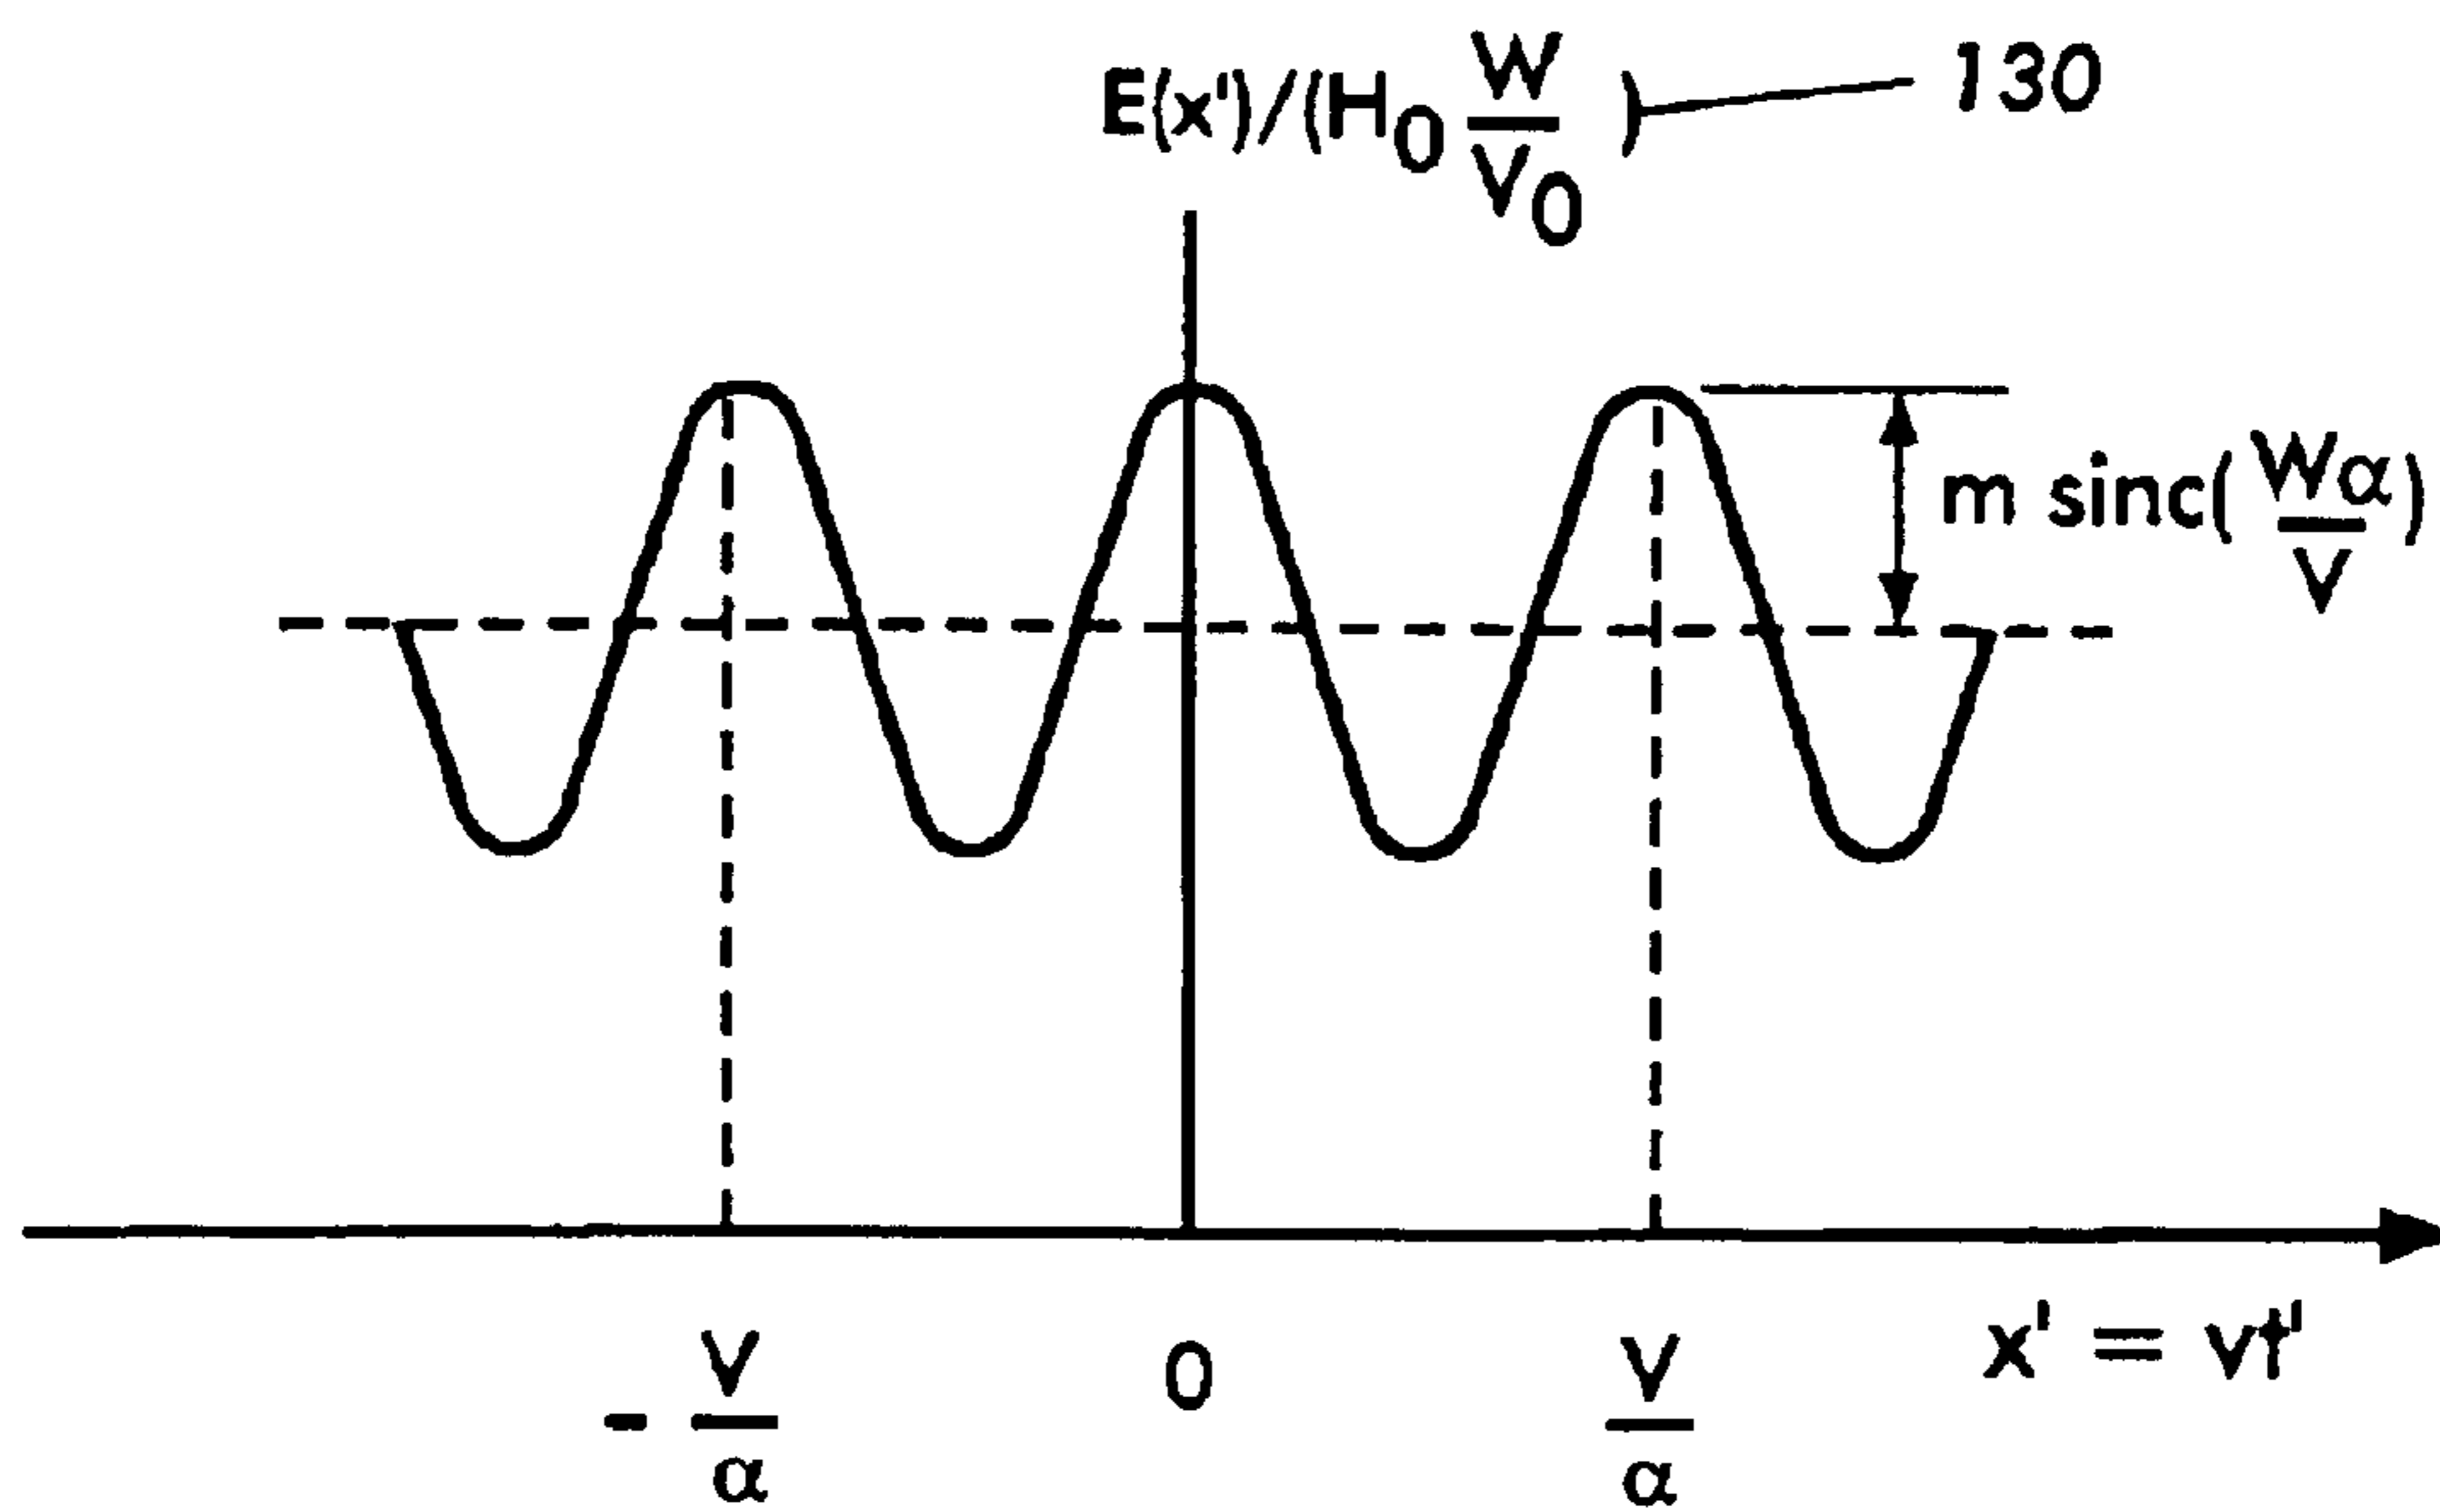 E(x')/(H₀ W/V₀) 130
m sinc(Wα/V)
-V/α 0 V/α x' = vt'